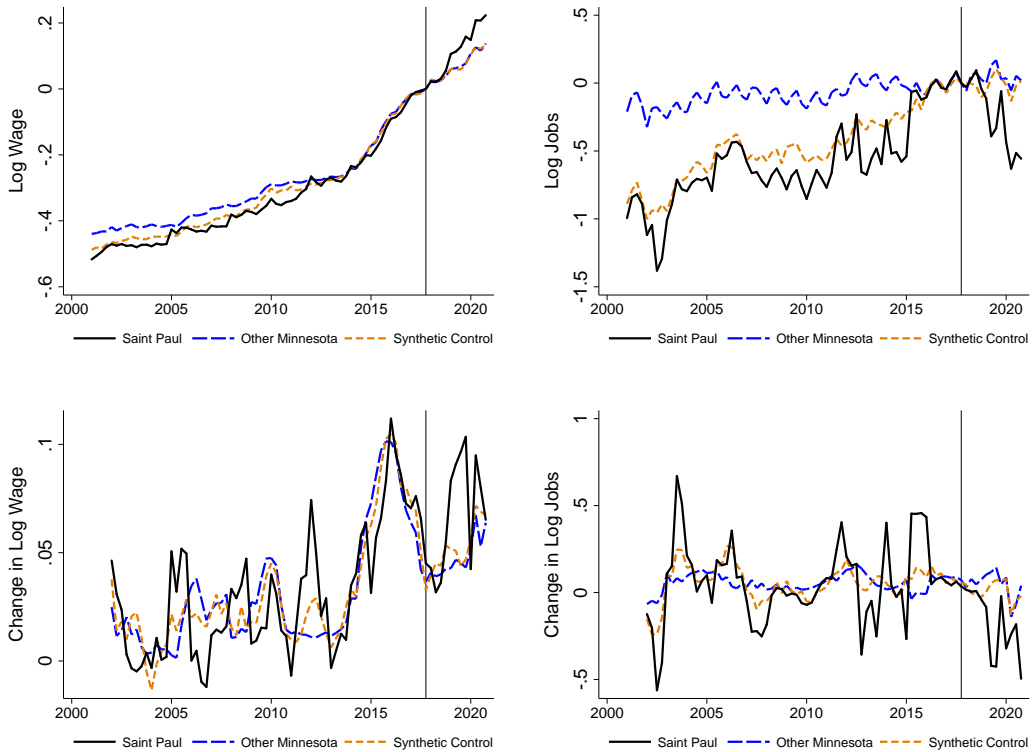 Log Wage
.2
0
-.2
-.4
-.6
2000 2005 2010 2015 2020
Saint Paul Other Minnesota Synthetic Control
Log Jobs
.5
0
-.5
-1
-1.5
2000 2005 2010 2015 2020
Saint Paul Other Minnesota Synthetic Control
Change in Log Wage
.1
.05
0
2000 2005 2010 2015 2020
Saint Paul Other Minnesota Synthetic Control
Change in Log Jobs
1
.5
0
-.5
2000 2005 2010 2015 2020
Saint Paul Other Minnesota Synthetic Control